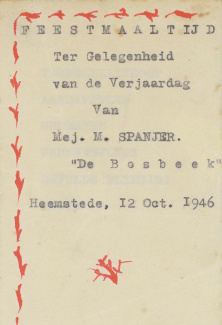 FEESTMAALTIJD
Ter Gelegenheid
van de Verjaardag
Van
Mej. M. SPANJER.
"De Bosbeek"
Heemstede, 12 Oct. 1946